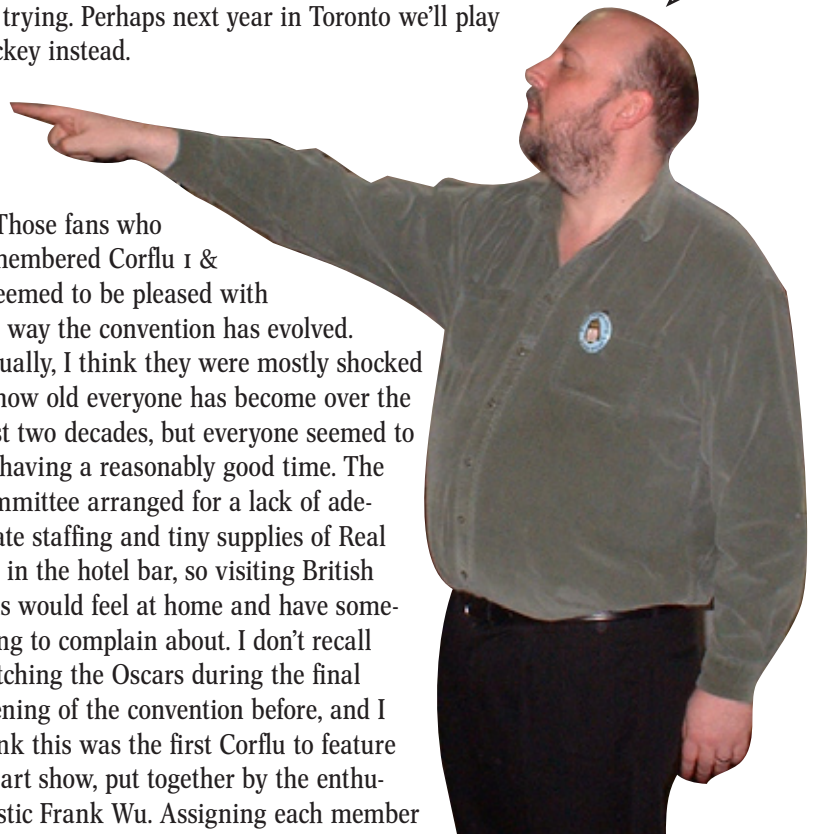 trying. Perhaps next year in Toronto we’ll play
ckey instead.
Those fans who
membered Corflu 1 &
eemed to be pleased with
way the convention has evolved.
ually, I think they were mostly shocked
how old everyone has become over the
st two decades, but everyone seemed to
having a reasonably good time. The
mmittee arranged for a lack of ade-
ate staffing and tiny supplies of Real
in the hotel bar, so visiting British
s would feel at home and have some-
ng to complain about. I don’t recall
tching the Oscars during the final
ening of the convention before, and I
nk this was the first Corflu to feature
art show, put together by the enthu-
stic Frank Wu. Assigning each member